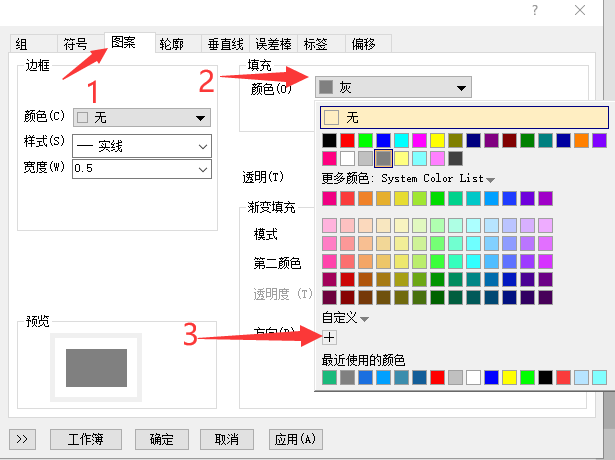 ?
组 符号 图案 轮廓 垂直线 误差棒 标签 偏移
1
边框
颜色(C) 无
样式(S) 实线
宽度(W) 0.5
预览
2
填充
颜色(O) 灰
无
更多颜色: System Color List
自定义
3
最近使用的颜色
透明(T)
渐变填充
模式
第二颜色
透明度 (T)
方向(D)
>> 工作簿 确定 取消 应用(A)